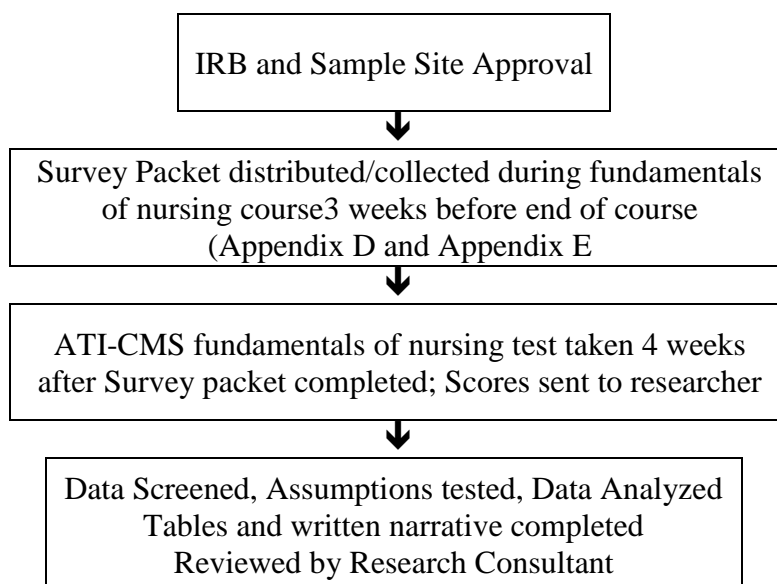 IRB and Sample Site Approval
Survey Packet distributed/collected during fundamentals
of nursing course3 weeks before end of course
(Appendix D and Appendix E
ATI-CMS fundamentals of nursing test taken 4 weeks
after Survey packet completed; Scores sent to researcher
Data Screened, Assumptions tested, Data Analyzed
Tables and written narrative completed
Reviewed by Research Consultant